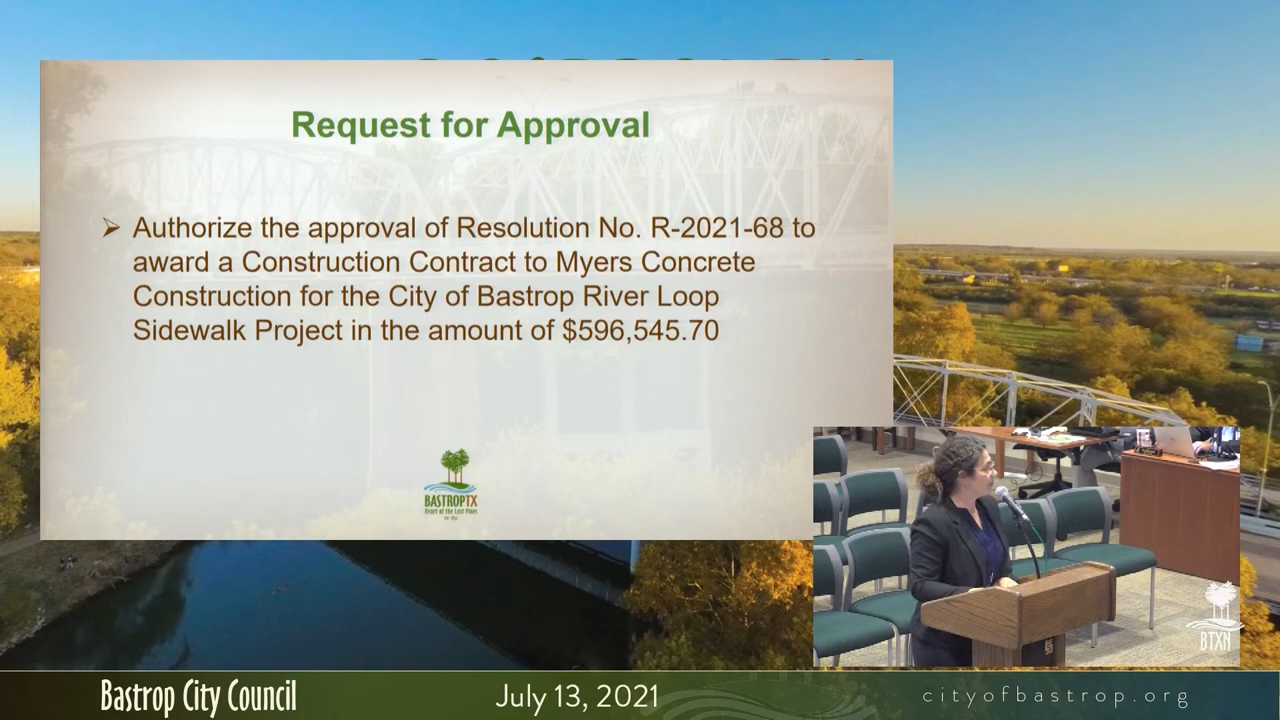 Request for Approval
➢ Authorize the approval of Resolution No. R-2021-68 to
award a Construction Contract to Myers Concrete
Construction for the City of Bastrop River Loop
Sidewalk Project in the amount of $596,545.70
BASTROPTX
Heart of the Lost Pines
BTXN
Bastrop City Council
July 13, 2021
cityofbastrop.org